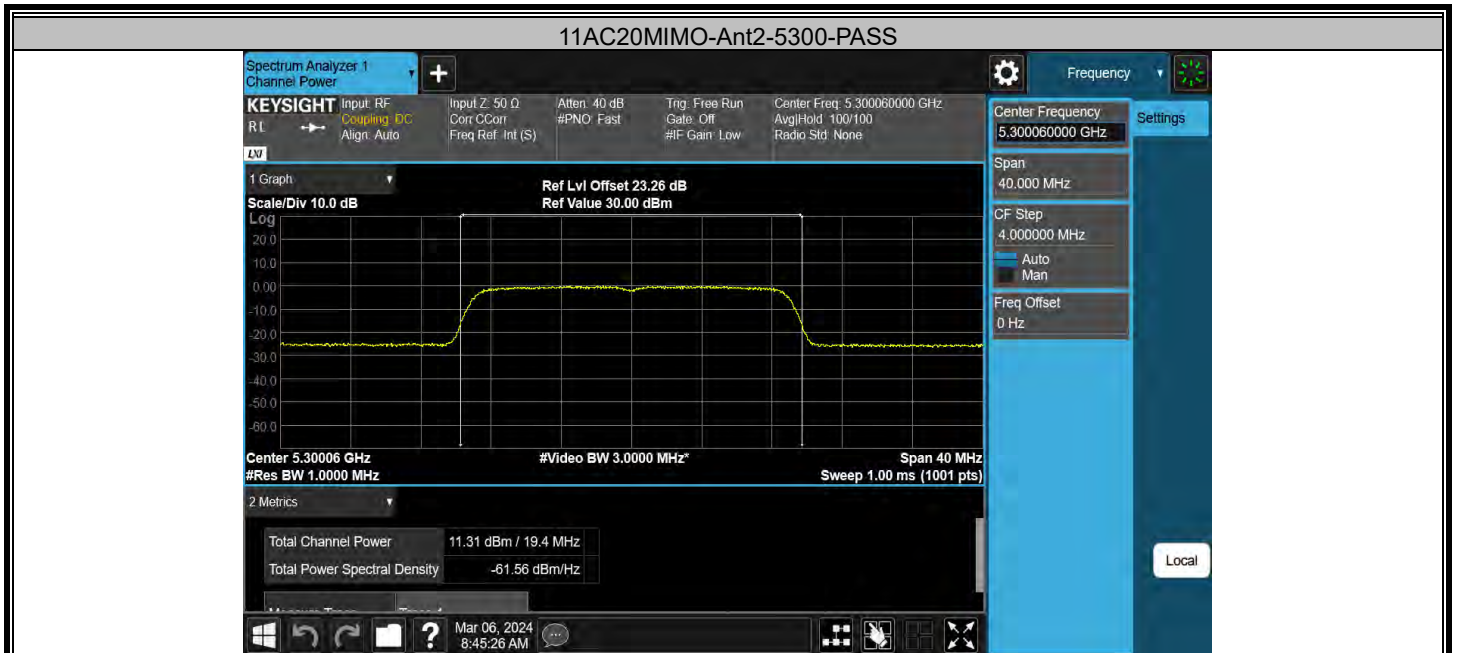 11AC20MIMO-Ant2-5300-PASS
Spectrum Analyzer 1
Channel Power
Frequency
KEYSIGHT
R L
LXI
Input: RF
Coupling: DC
Align: Auto
Input Z: 50 Ω
Corr CCorr
Freq Ref: Int (S)
Atten: 40 dB
#PNO: Fast
Trig: Free Run
Gate: Off
#IF Gain: Low
Center Freq: 5.300060000 GHz
Avg|Hold: 100/100
Radio Std: None
Center Frequency
5.300060000 GHz
Settings
Span
40.000 MHz
CF Step
4.000000 MHz
Auto
Man
Freq Offset
0 Hz
Local
1 Graph
Scale/Div 10.0 dB
Ref Lvl Offset 23.26 dB
Ref Value 30.00 dBm
Log
20.0
10.0
0.00
-10.0
-20.0
-30.0
-40.0
-50.0
-60.0
Center 5.30006 GHz
#Res BW 1.0000 MHz
#Video BW 3.0000 MHz*
Span 40 MHz
Sweep 1.00 ms (1001 pts)
2 Metrics
Total Channel Power 11.31 dBm / 19.4 MHz
Total Power Spectral Density -61.56 dBm/Hz
?
Mar 06, 2024
8:45:26 AM